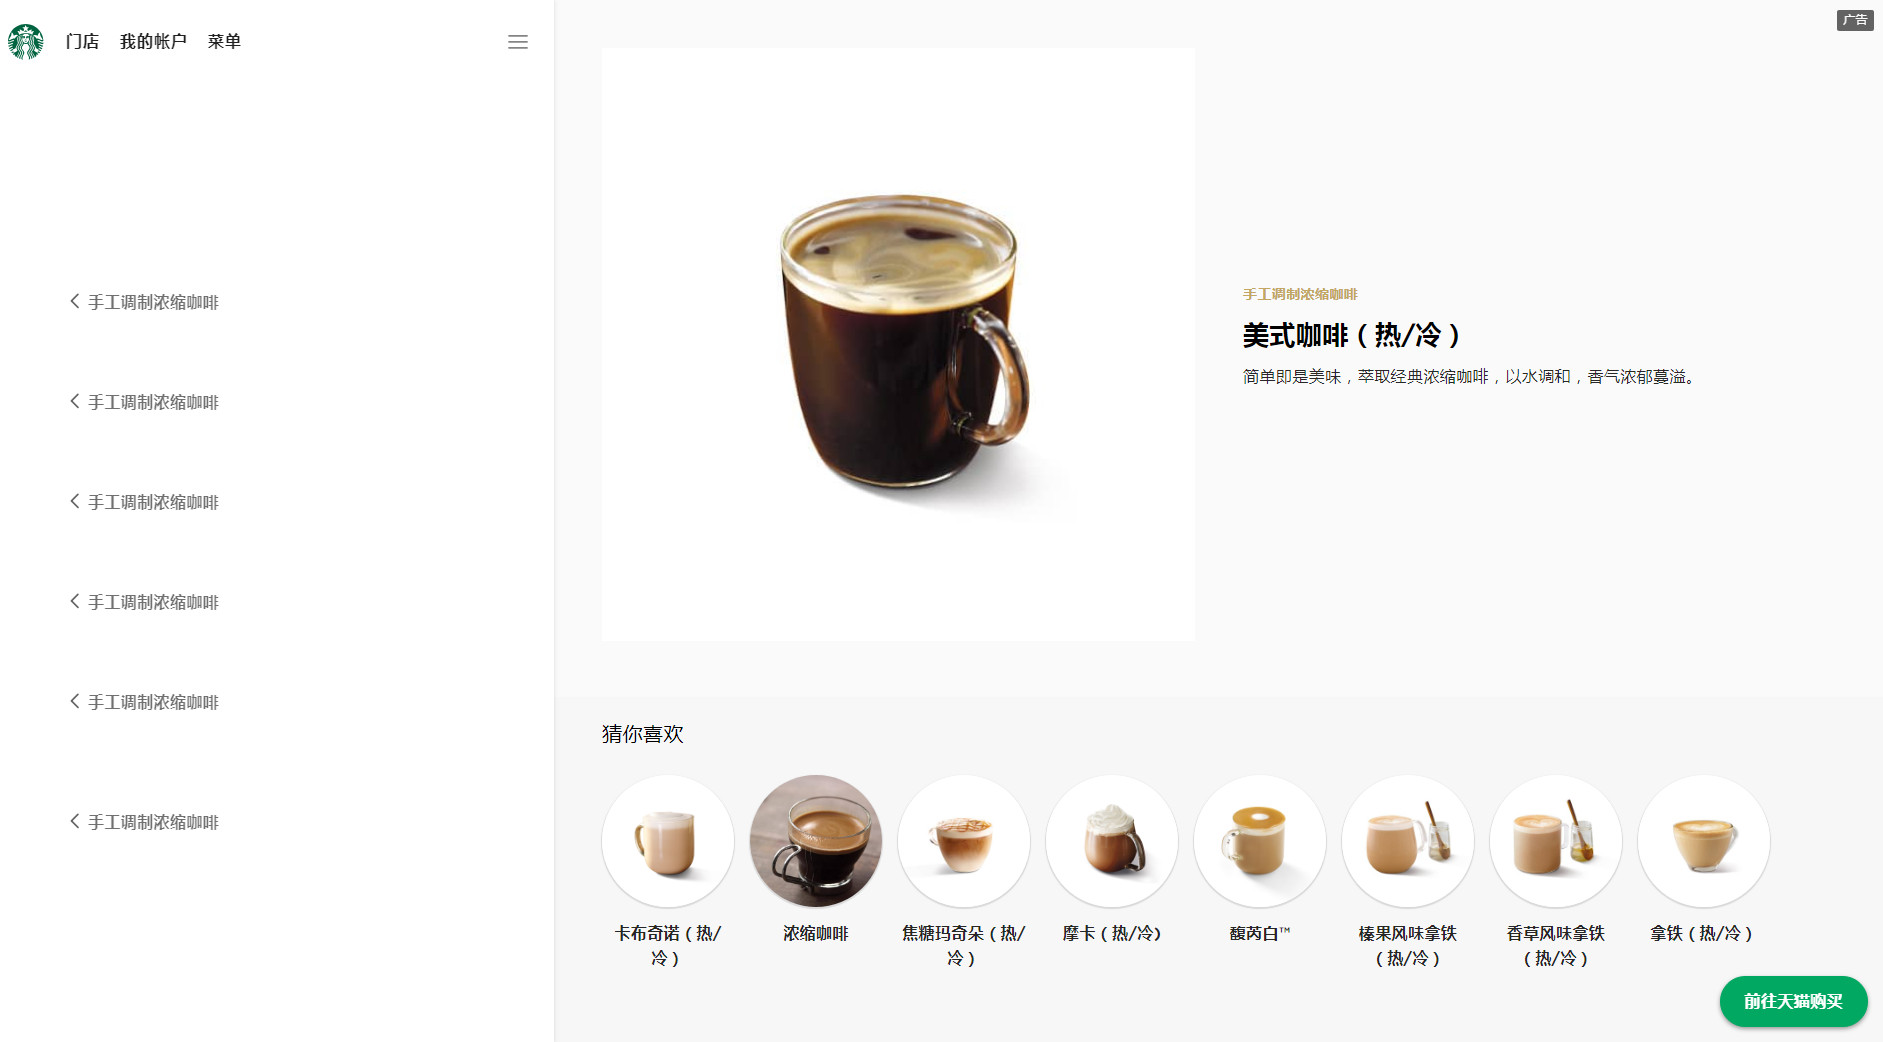 门店 我的帐户 菜单
手工调制浓缩咖啡
手工调制浓缩咖啡
手工调制浓缩咖啡
手工调制浓缩咖啡
手工调制浓缩咖啡
手工调制浓缩咖啡
广告
手工调制浓缩咖啡
美式咖啡（热/冷）
简单即是美味，萃取经典浓缩咖啡，以水调和，香气浓郁蔓溢。
猜你喜欢
卡布奇诺（热/
冷）
浓缩咖啡
焦糖玛奇朵（热/
冷）
摩卡（热/冷）
馥芮白™
榛果风味拿铁
（热/冷）
香草风味拿铁
（热/冷）
拿铁（热/冷）
前往天猫购买